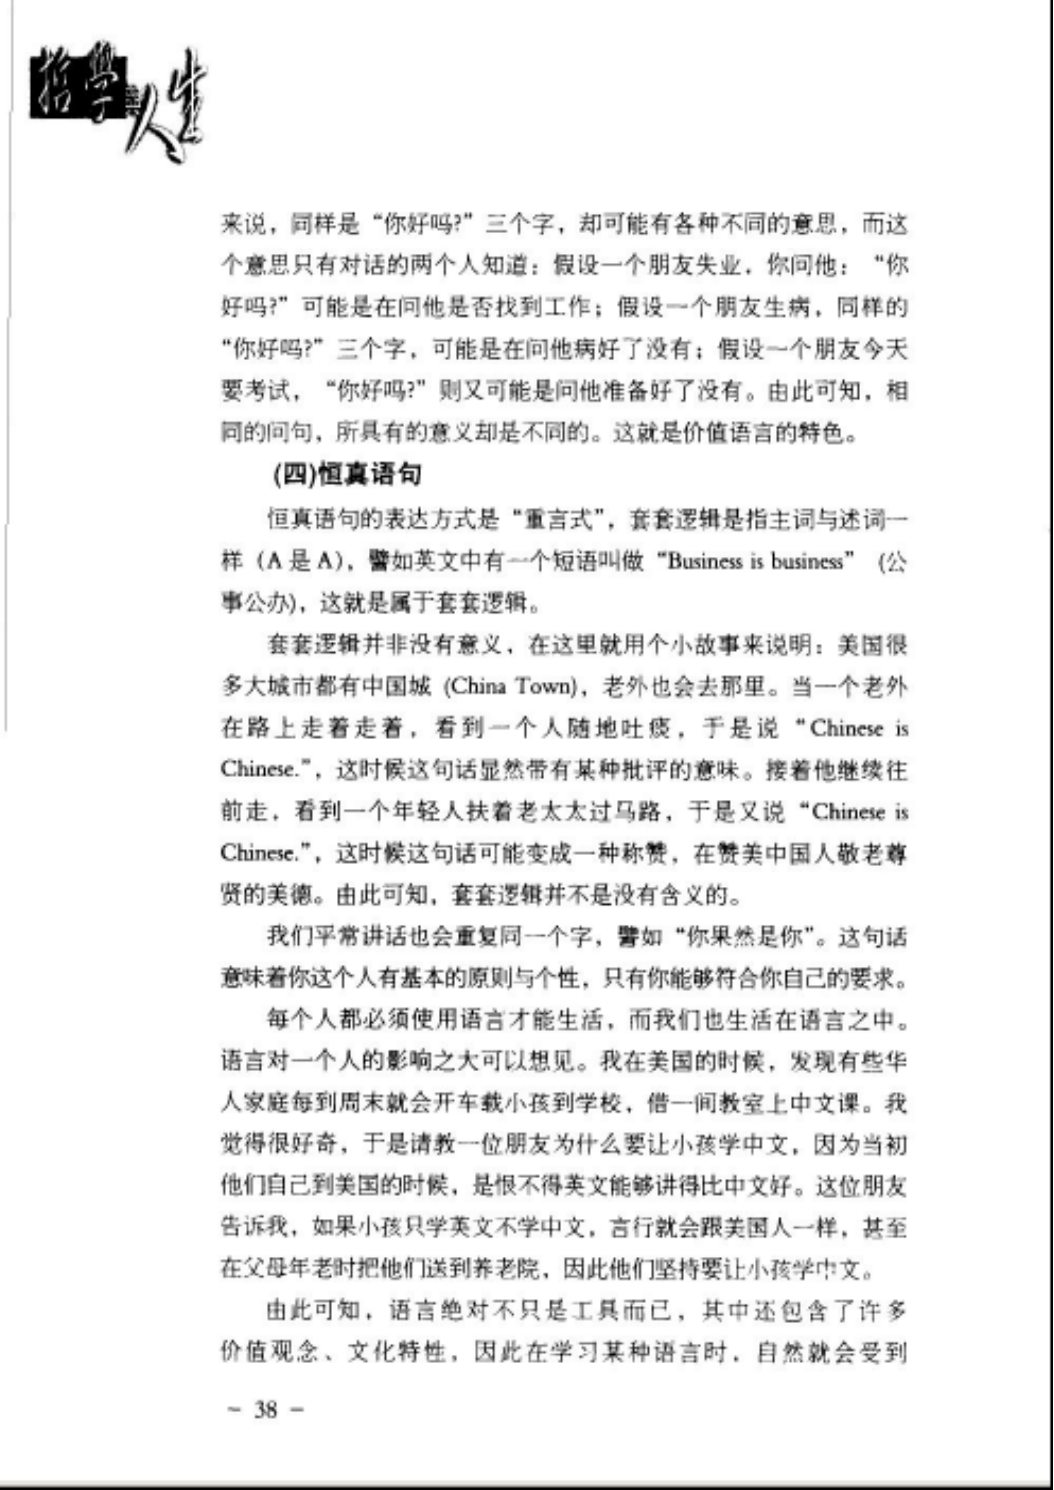 哲學與人生
来说，同样是“你好吗?”三个字，却可能有各种不同的意思，而这
个意思只有对话的两个人知道：假设一个朋友失业，你问他：“你
好吗?”可能是在问他是否找到工作；假设一个朋友生病，同样的
“你好吗?”三个字，可能是在问他病好了没有；假设一个朋友今天
要考试，“你好吗?”则又可能是问他准备好了没有。由此可知，相
同的问句，所具有的意义却是不同的。这就是价值语言的特色。
(四)恒真语句
恒真语句的表达方式是“重言式”，套套逻辑是指主词与述词一
样（A 是 A），譬如英文中有一个短语叫做“Business is business”（公
事公办)，这就是属于套套逻辑。
套套逻辑并非没有意义，在这里就用个小故事来说明：美国很
多大城市都有中国城 (China Town)，老外也会去那里。当一个老外
在路上走着走着，看到一个人随地吐痰，于是说“Chinese is
Chinese.”，这时候这句话显然带有某种批评的意味。接着他继续往
前走，看到一个年轻人扶着老太太过马路，于是又说“Chinese is
Chinese.”，这时候这句话可能变成一种称赞，在赞美中国人敬老尊
贤的美德。由此可知，套套逻辑并不是没有含义的。
我们平常讲话也会重复同一个字，譬如“你果然是你”。这句话
意味着你这个人有基本的原则与个性，只有你能够符合你自己的要求。
每个人都必须使用语言才能生活，而我们也生活在语言之中。
语言对一个人的影响之大可以想见。我在美国的时候，发现有些华
人家庭每到周末就会开车载小孩到学校，借一间教室上中文课。我
觉得很好奇，于是请教一位朋友为什么要让小孩学中文，因为当初
他们自己到美国的时候，是恨不得英文能够讲得比中文好。这位朋友
告诉我，如果小孩只学英文不学中文，言行就会跟美国人一样，甚至
在父母年老时把他们送到养老院，因此他们坚持要让小孩学中文。
由此可知，语言绝对不只是工具而已，其中还包含了许多
价值观念、文化特性，因此在学习某种语言时，自然就会受到
－ 38 －